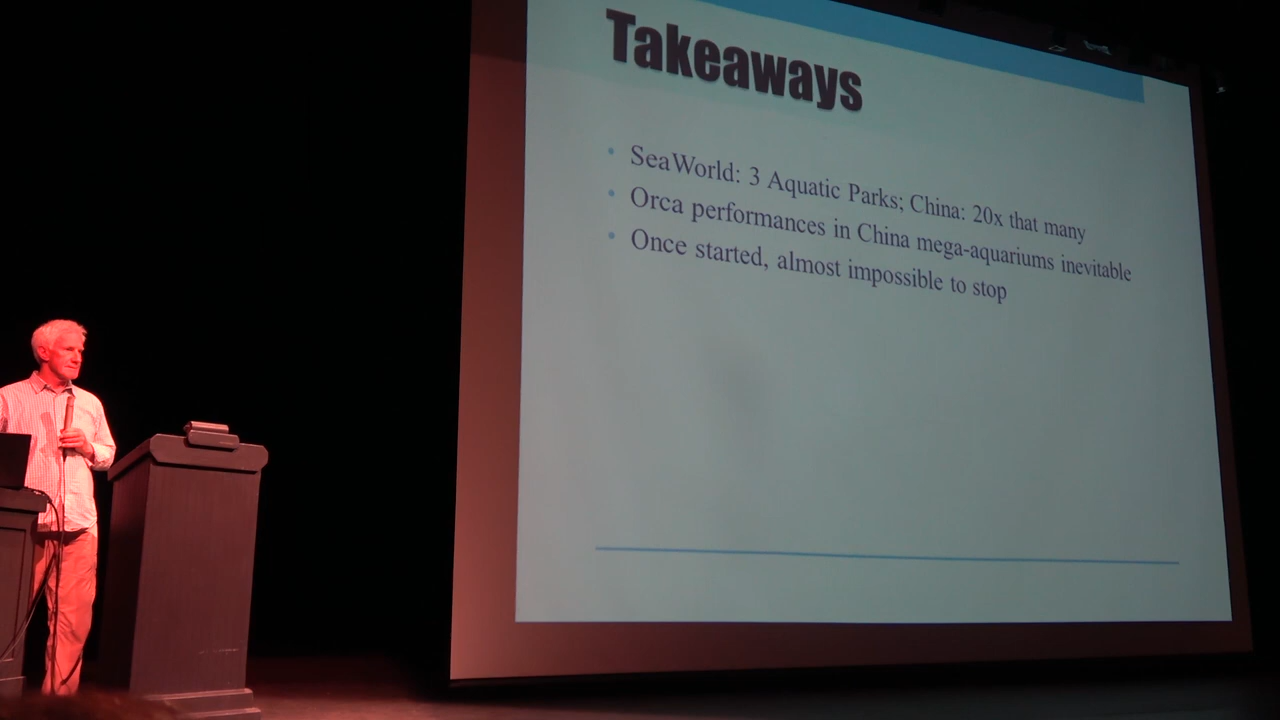 Takeaways
• SeaWorld: 3 Aquatic Parks; China: 20x that many
• Orca performances in China mega-aquariums inevitable
• Once started, almost impossible to stop